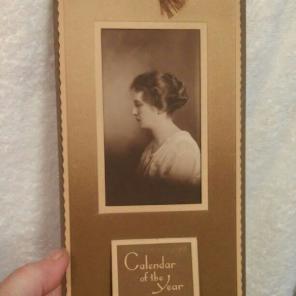 Calendar
of the
Year